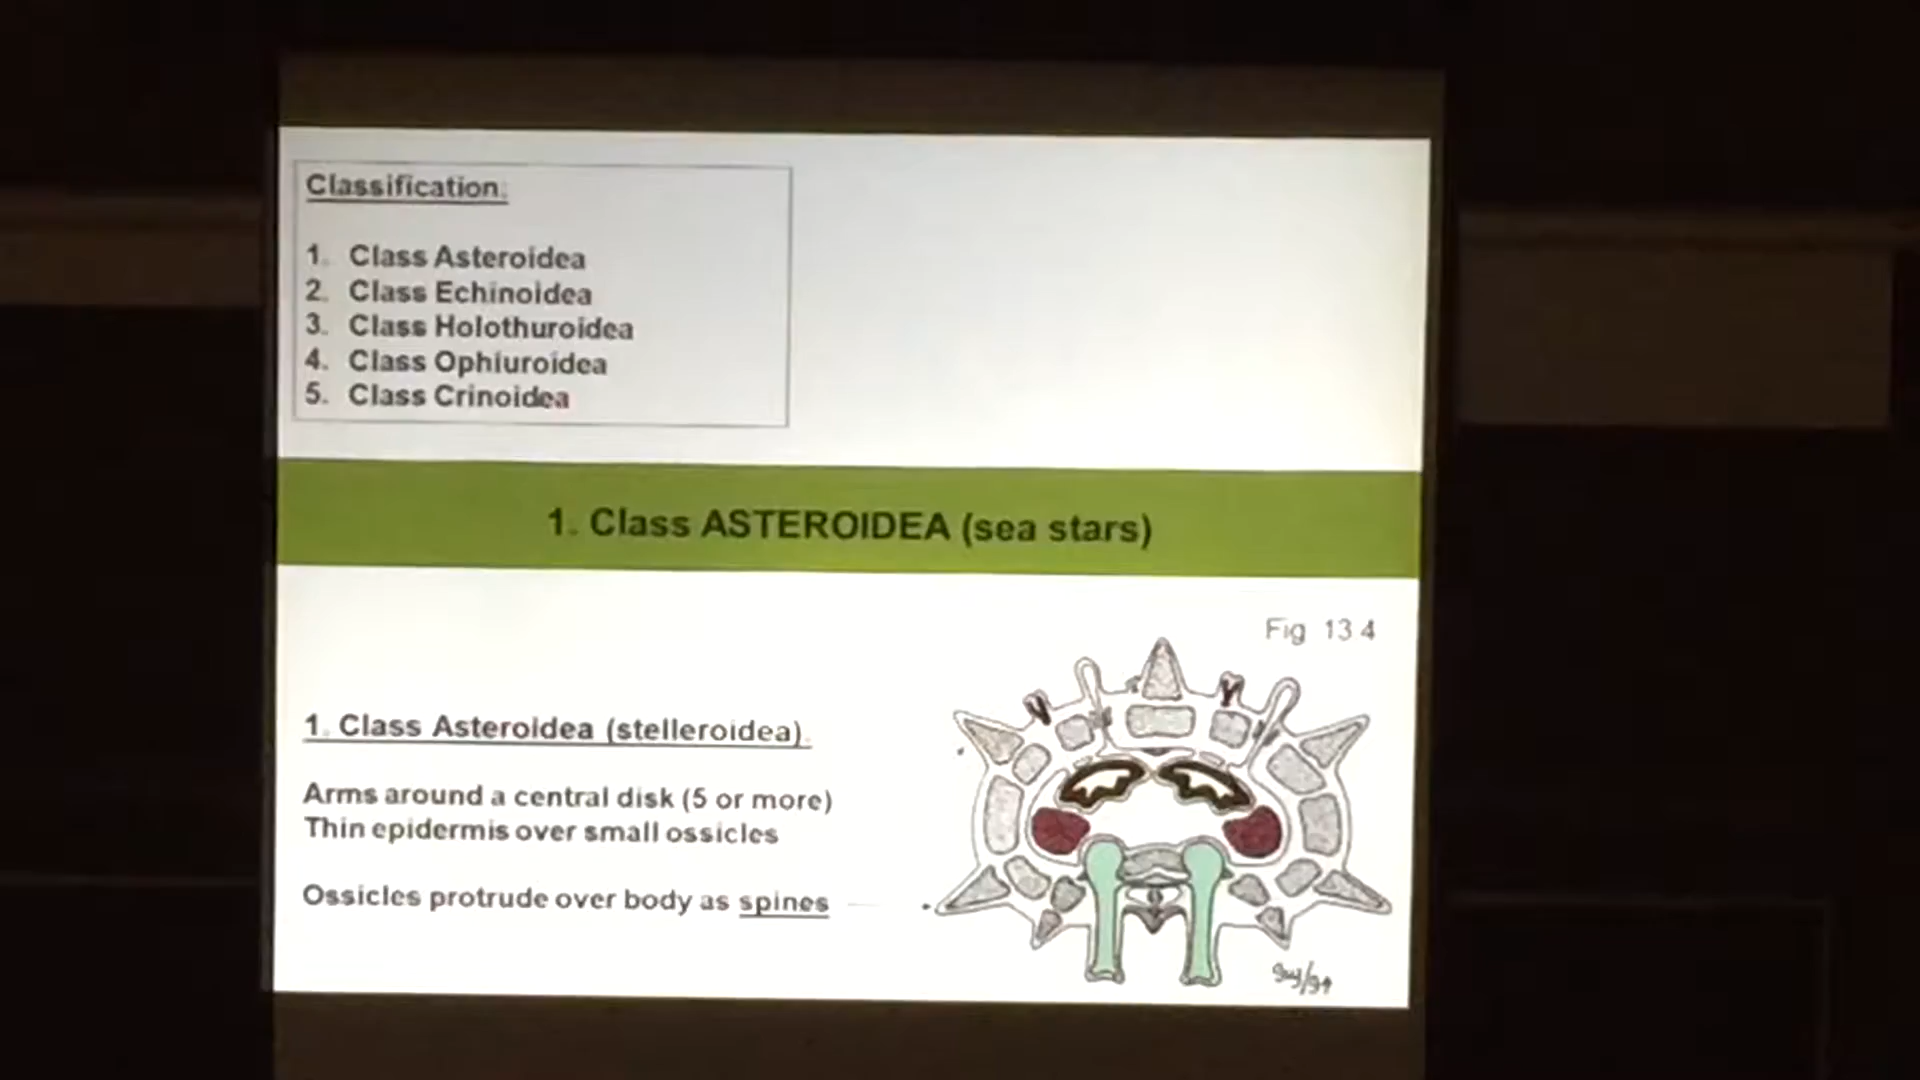 Classification:
1. Class Asteroidea
2. Class Echinoidea
3. Class Holothuroidea
4. Class Ophiuroidea
5. Class Crinoidea
1. Class ASTEROIDEA (sea stars)
Fig 13 4
1. Class Asteroidea (stelleroidea).
Arms around a central disk (5 or more)
Thin epidermis over small ossicles
Ossicles protrude over body as spines